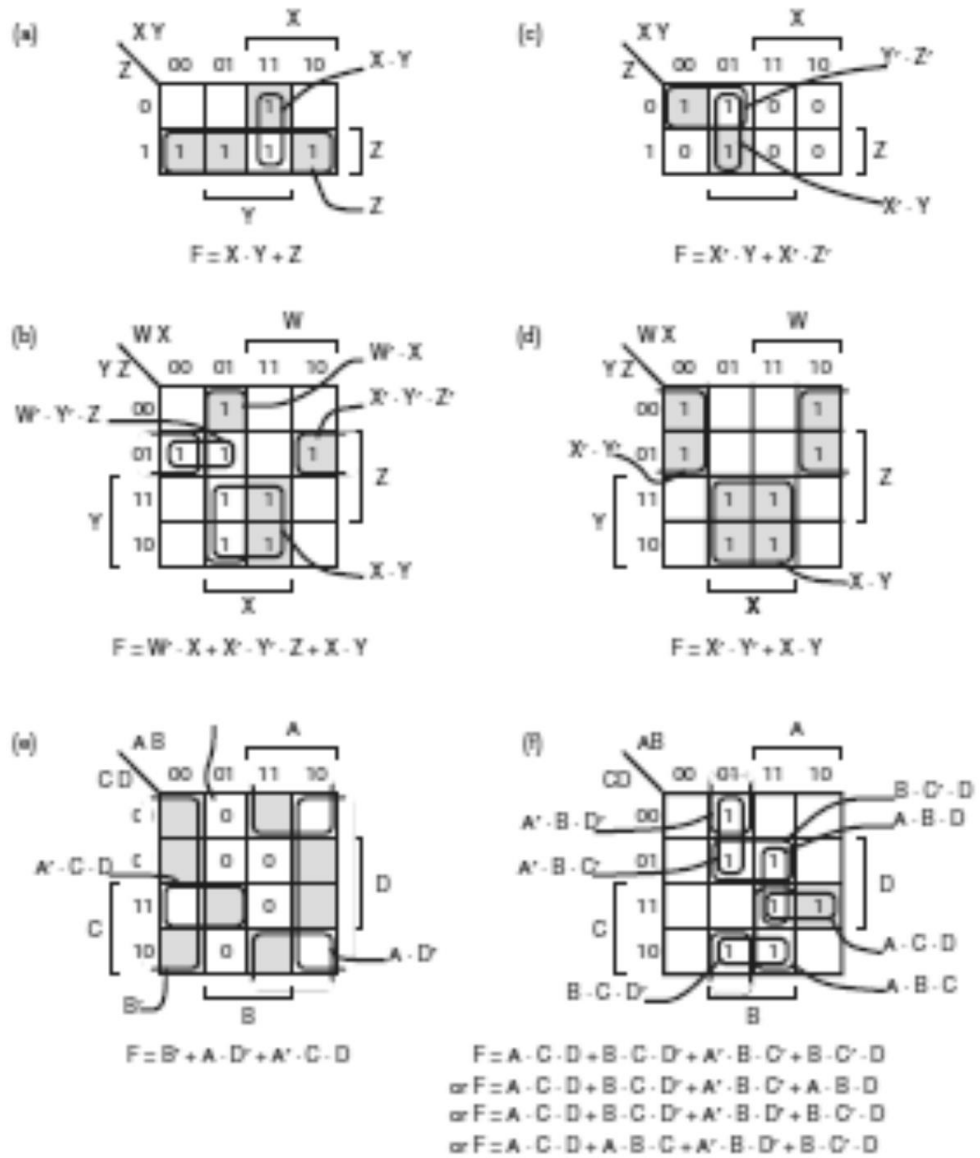 (a)
X Y
X
Z
00 01 11 10
X · Y
0
1
1
1 1 1 1
Z
Z
Y
F = X · Y + Z
(c)
X Y
X
Z
00 01 11 10
Y' · Z'
0
1 1 0 0
1
0 1 0 0
Z
X' · Y
F = X' · Y + X' · Z'
(b)
W X
W
Y Z
00 01 11 10
W' · X
00
1
X' · Y' · Z'
W' · Y' · Z
01
1 1 1
Z
11
1 1
Y
10
1 1
X · Y
X
F = W' · X + X' · Y' · Z + X · Y
(d)
W X
W
Y Z
00 01 11 10
00
1 1
X' · Y'
01
1 1
Z
11
1 1
Y
10
1 1
X · Y
X
F = X' · Y' + X · Y
(e)
A B
A
C D
00 01 11 10
0
0 0
A' · C · D
D
11
0
C
10
0
A · D'
B'
B
F = B' + A · D' + A' · C · D
(f)
AB
A
CD
00 01 11 10
B · C' · D
A' · B · D'
00
1
A · B · D
A' · B · C'
01
1 1
D
11
1 1
C
A · C · D
10
1 1
B · C · D'
A · B · C
B
F = A · C · D + B · C · D' + A' · B · C' + B · C' · D
or F = A · C · D + B · C · D' + A' · B · C' + A · B · D
or F = A · C · D + B · C · D' + A' · B · D' + B · C' · D
or F = A · C · D + A · B · C + A' · B · D' + B · C' · D